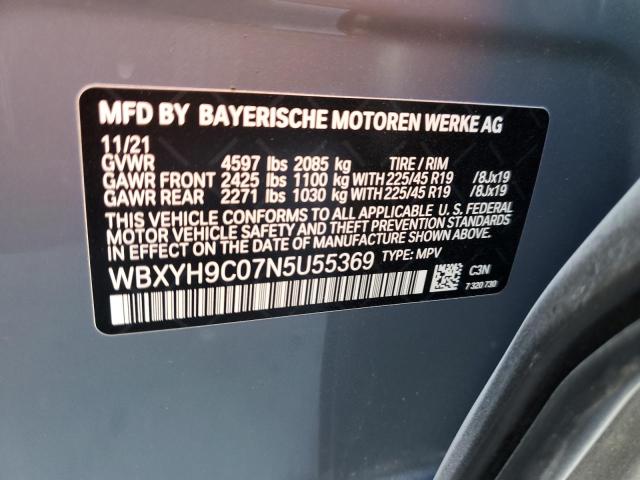 MFD BY BAYERISCHE MOTOREN WERKE AG
11/21
GVWR 4597 lbs 2085 kg TIRE / RIM
GAWR FRONT 2425 lbs 1100 kg WITH 225/45 R19 /8Jx19
GAWR REAR 2271 lbs 1030 kg WITH 225/45 R19 /8Jx19
THIS VEHICLE CONFORMS TO ALL APPLICABLE U. S. FEDERAL
MOTOR VEHICLE SAFETY AND THEFT PREVENTION STANDARDS
IN EFFECT ON THE DATE OF MANUFACTURE SHOWN ABOVE.
WBXYH9C07N5U55369 TYPE: MPV
C3N
7 320 730